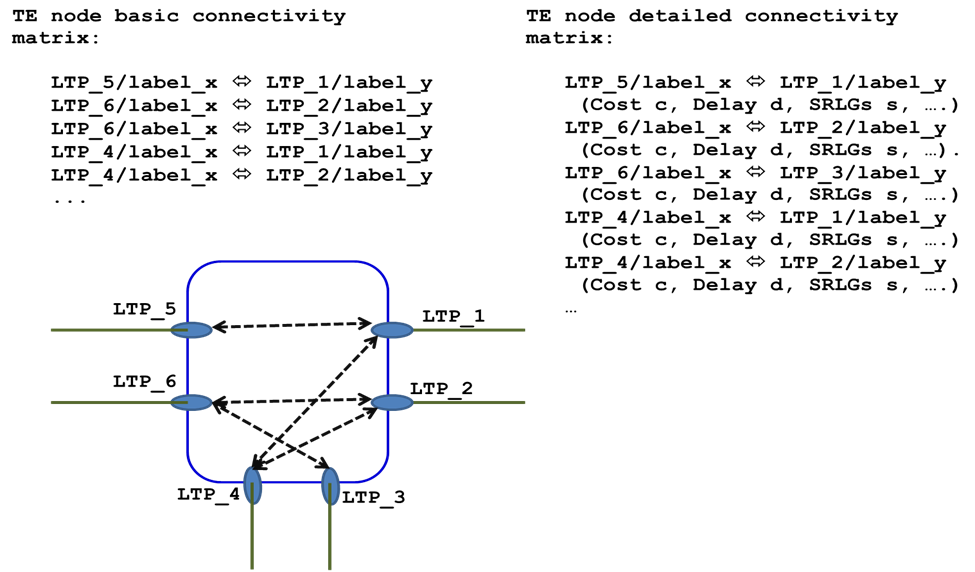 TE node basic connectivity
matrix:
LTP_5/label_x ⇔ LTP_1/label_y
LTP_6/label_x ⇔ LTP_2/label_y
LTP_6/label_x ⇔ LTP_3/label_y
LTP_4/label_x ⇔ LTP_1/label_y
LTP_4/label_x ⇔ LTP_2/label_y
...
TE node detailed connectivity
matrix:
LTP_5/label_x ⇔ LTP_1/label_y
(Cost c, Delay d, SRLGs s, ….)
LTP_6/label_x ⇔ LTP_2/label_y
(Cost c, Delay d, SRLGs s, …).
LTP_6/label_x ⇔ LTP_3/label_y
(Cost c, Delay d, SRLGs s, ….)
LTP_4/label_x ⇔ LTP_1/label_y
(Cost c, Delay d, SRLGs s, ….)
LTP_4/label_x ⇔ LTP_2/label_y
(Cost c, Delay d, SRLGs s, ….)
…
LTP_5
LTP_1
LTP_6
LTP_2
LTP_4
LTP_3